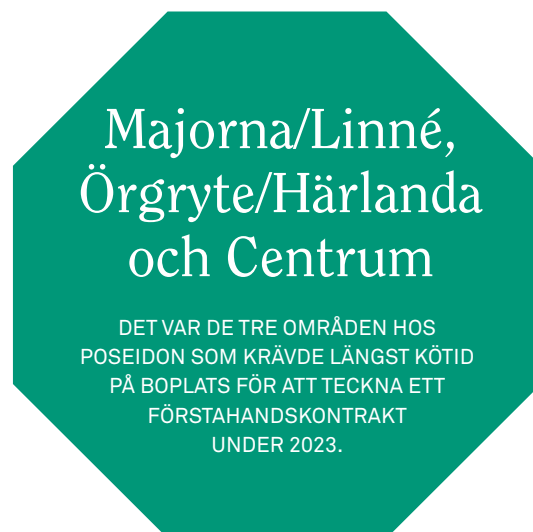 Majorna/Linné,
Örgryte/Härlanda
och Centrum
DET VAR DE TRE OMRÅDEN HOS
POSEIDON SOM KRÄVDE LÄNGST KÖTID
PÅ BOPLATS FÖR ATT TECKNA ETT
FÖRSTAHANDSKONTRAKT
UNDER 2023.